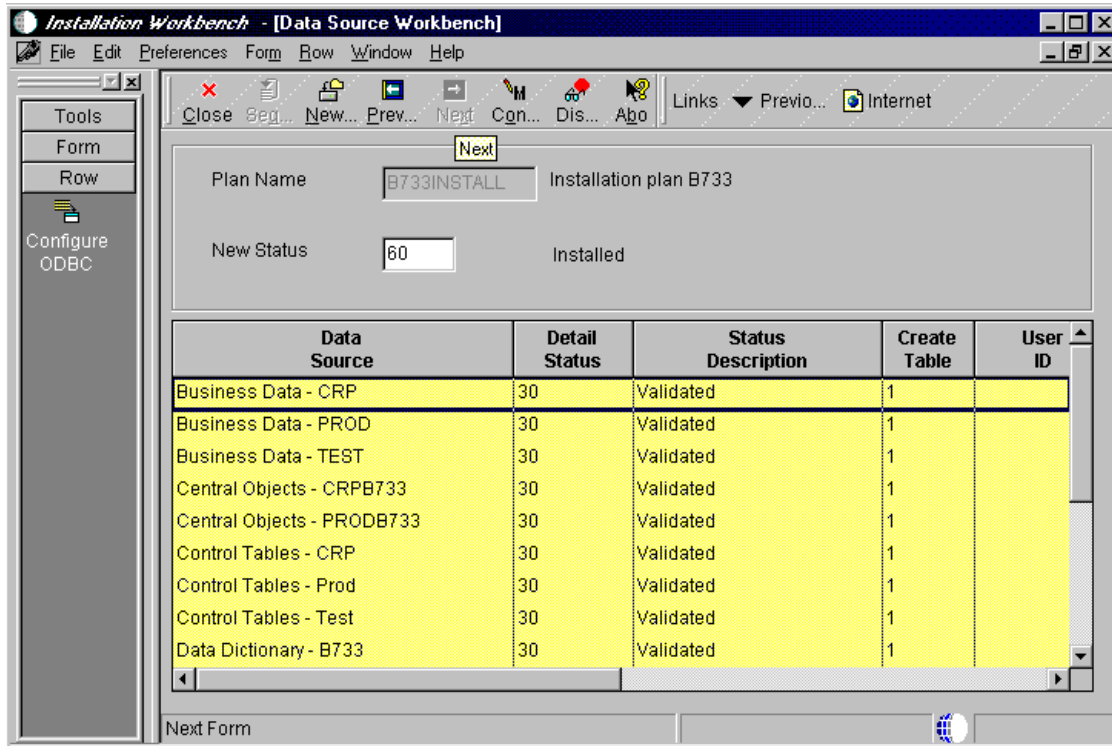 Installation Workbench - [Data Source Workbench]
File Edit Preferences Form Row Window Help
Close Seq... New... Prev... Next Con... Dis... Abo Links Previo... Internet
Next
Tools
Form
Row
Configure
ODBC
Plan Name B733INSTALL Installation plan B733
New Status 60 Installed
Data Source Detail Status Status Description Create Table User ID
Business Data - CRP 30 Validated 1
Business Data - PROD 30 Validated 1
Business Data - TEST 30 Validated 1
Central Objects - CRPB733 30 Validated 1
Central Objects - PRODB733 30 Validated 1
Control Tables - CRP 30 Validated 1
Control Tables - Prod 30 Validated 1
Control Tables - Test 30 Validated 1
Data Dictionary - B733 30 Validated 1
Next Form